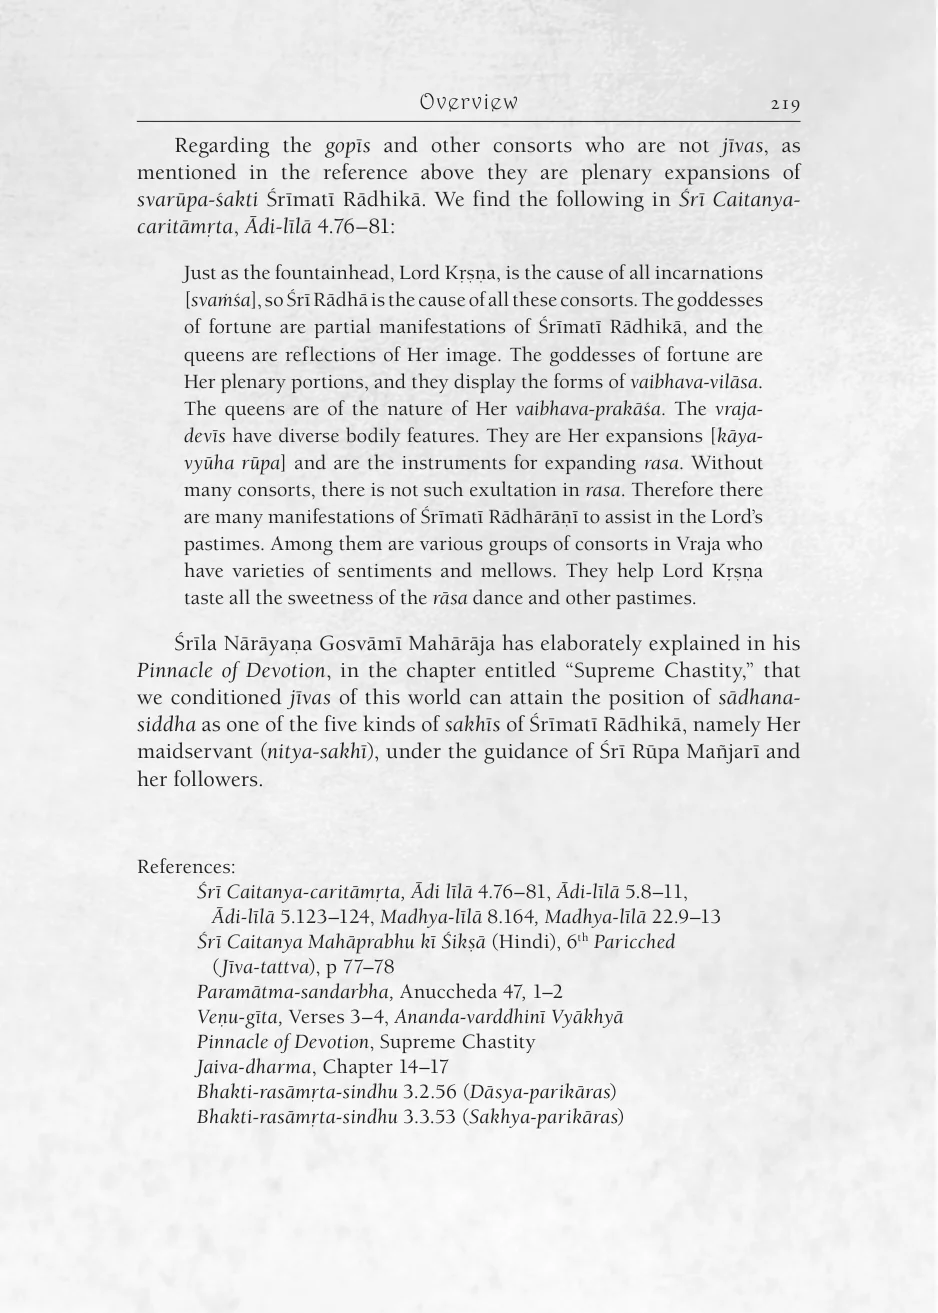 Overview 219
Regarding the gopīs and other consorts who are not jīvas, as
mentioned in the reference above they are plenary expansions of
svarūpa-śakti Śrīmatī Rādhikā. We find the following in Śrī Caitanya-
caritāmṛta, Ādi-līlā 4.76–81:
Just as the fountainhead, Lord Kṛṣṇa, is the cause of all incarnations
[svaṁśa], so Śrī Rādhā is the cause of all these consorts. The goddesses
of fortune are partial manifestations of Śrīmatī Rādhikā, and the
queens are reflections of Her image. The goddesses of fortune are
Her plenary portions, and they display the forms of vaibhava-vilāsa.
The queens are of the nature of Her vaibhava-prakāśa. The vraja-
devīs have diverse bodily features. They are Her expansions [kāya-
vyūha rūpa] and are the instruments for expanding rasa. Without
many consorts, there is not such exultation in rasa. Therefore there
are many manifestations of Śrīmatī Rādhārāṇī to assist in the Lord’s
pastimes. Among them are various groups of consorts in Vraja who
have varieties of sentiments and mellows. They help Lord Kṛṣṇa
taste all the sweetness of the rāsa dance and other pastimes.
Śrīla Nārāyaṇa Gosvāmī Mahārāja has elaborately explained in his
Pinnacle of Devotion, in the chapter entitled “Supreme Chastity,” that
we conditioned jīvas of this world can attain the position of sādhana-
siddha as one of the five kinds of sakhīs of Śrīmatī Rādhikā, namely Her
maidservant (nitya-sakhī), under the guidance of Śrī Rūpa Mañjarī and
her followers.
References:
Śrī Caitanya-caritāmṛta, Ādi līlā 4.76–81, Ādi-līlā 5.8–11,
Ādi-līlā 5.123–124, Madhya-līlā 8.164, Madhya-līlā 22.9–13
Śrī Caitanya Mahāprabhu kī Śikṣā (Hindi), 6th Paricched
(Jīva-tattva), p 77–78
Paramātma-sandarbha, Anuccheda 47, 1–2
Veṇu-gīta, Verses 3–4, Ananda-varddhinī Vyākhyā
Pinnacle of Devotion, Supreme Chastity
Jaiva-dharma, Chapter 14–17
Bhakti-rasāmṛta-sindhu 3.2.56 (Dāsya-parikāras)
Bhakti-rasāmṛta-sindhu 3.3.53 (Sakhya-parikāras)